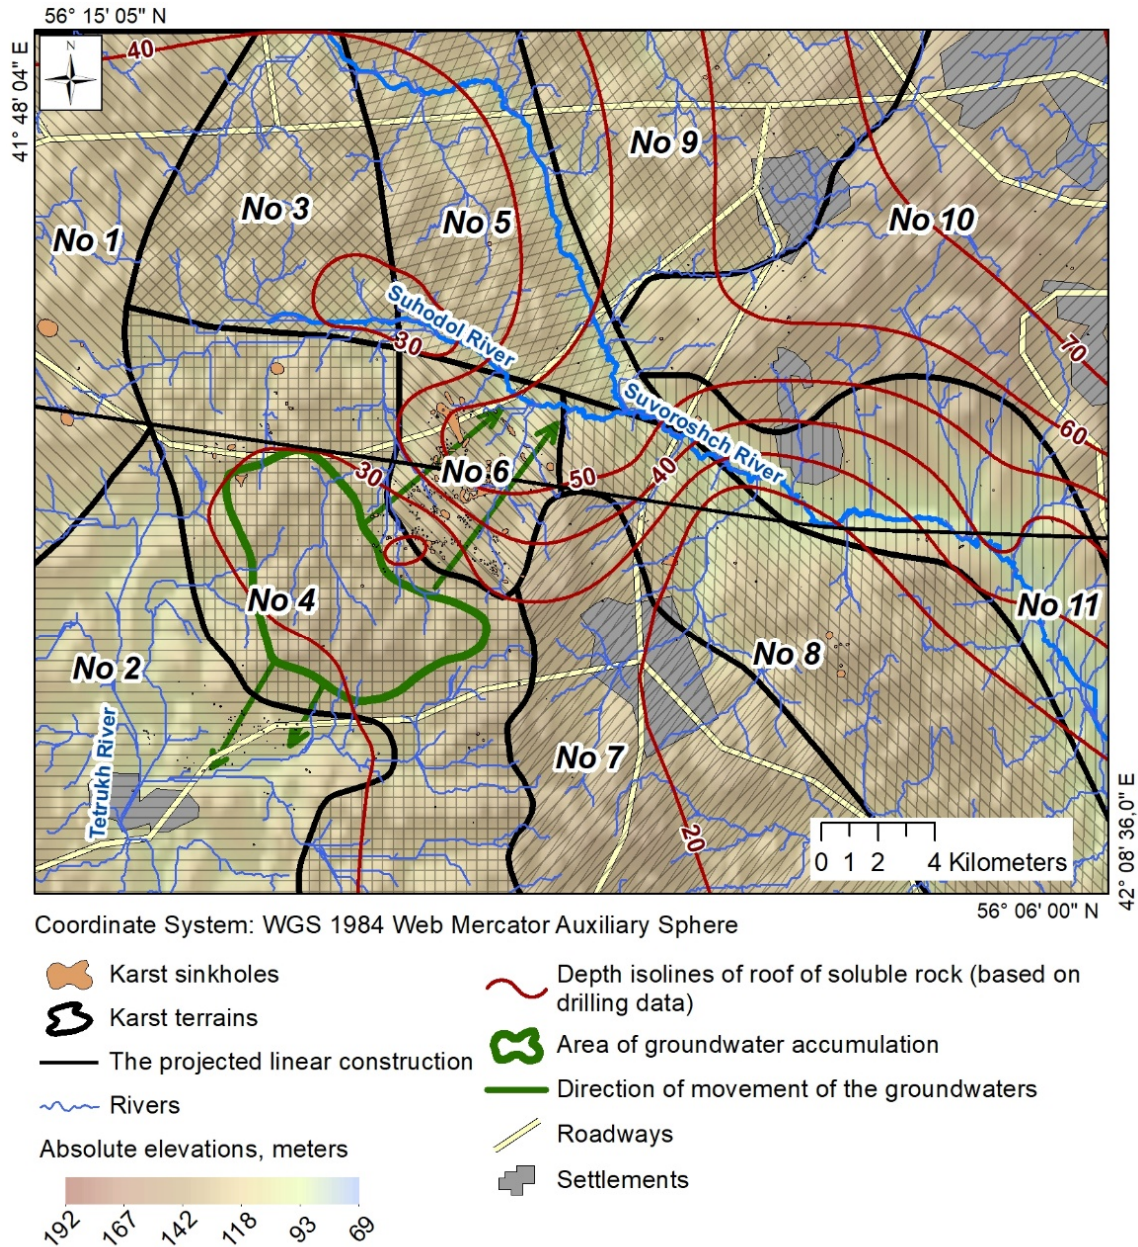 56° 15' 05" N
41° 48' 04" E
N
40
No 9
No 3
No 5
No 10
No 1
Suhodol River
30
70
Suvoroshch River
60
No 6
30
50
40
No 4
No 11
No 2
No 8
Tetrukh River
No 7
20
0 1 2 4 Kilometers
42° 08' 36,0" E
56° 06' 00" N
Coordinate System: WGS 1984 Web Mercator Auxiliary Sphere
Karst sinkholes
Karst terrains
The projected linear construction
Rivers
Absolute elevations, meters
192 167 142 118 93 69
Depth isolines of roof of soluble rock (based on
drilling data)
Area of groundwater accumulation
Direction of movement of the groundwaters
Roadways
Settlements